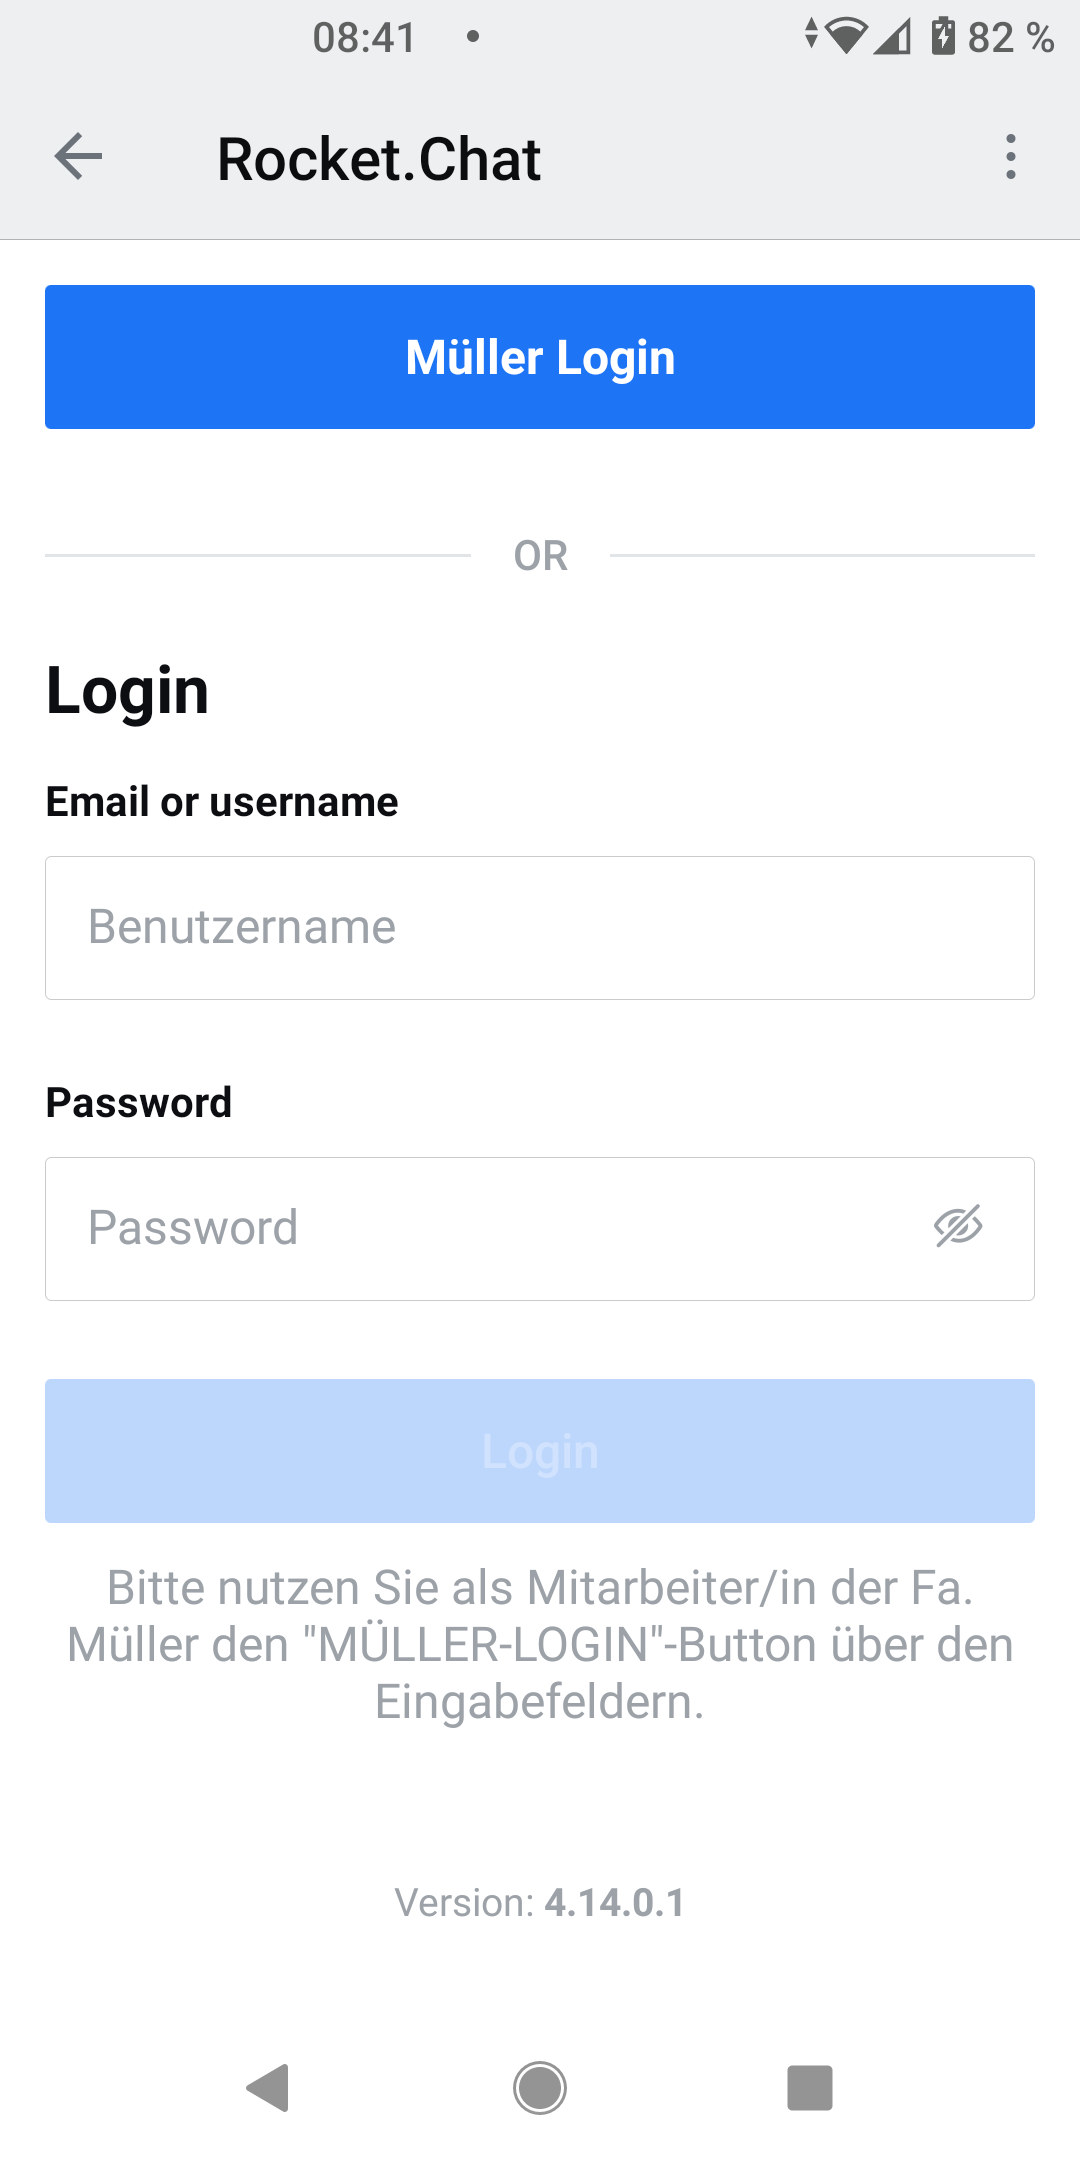 08:41
82 %
Rocket.Chat
Müller Login
OR
Login
Email or username
Benutzername
Password
Password
Login
Bitte nutzen Sie als Mitarbeiter/in der Fa.
Müller den "MÜLLER-LOGIN"-Button über den
Eingabefeldern.
Version: 4.14.0.1